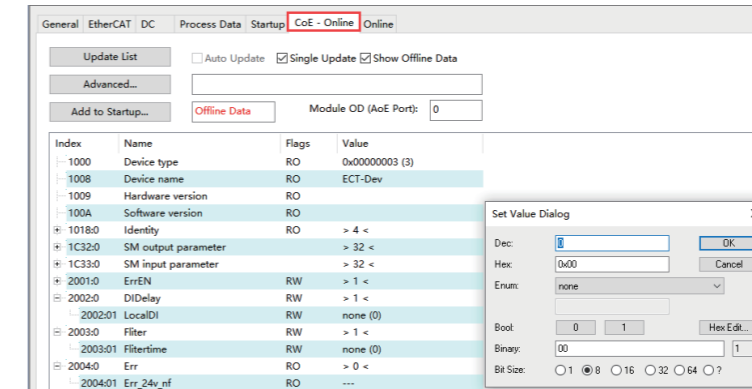 General EtherCAT DC Process Data Startup CoE - Online Online
Update List Auto Update Single Update Show Offline Data
Advanced...
Add to Startup... Offline Data Module OD (AoE Port): 0
Index Name Flags Value
1000 Device type RO 0x00000003 (3)
1008 Device name RO ECT-Dev
1009 Hardware version RO
100A Software version RO
1018:0 Identity RO > 4 <
1C32:0 SM output parameter > 32 <
1C33:0 SM input parameter > 32 <
2001:0 ErrEN RW > 1 <
2002:0 DIDelay RW > 1 <
2002:01 LocalDI RW none (0)
2003:0 Fliter RW > 1 <
2003:01 Flitertime RW none (0)
2004:0 Err RO > 0 <
2004:01 Err_24v_nf RO ---
Set Value Dialog
Dec: 0 OK
Hex: 0x00 Cancel
Enum: none
Bool: 0 1 Hex Edit...
Binary: 00 1
Bit Size: 1 8 16 32 64 ?